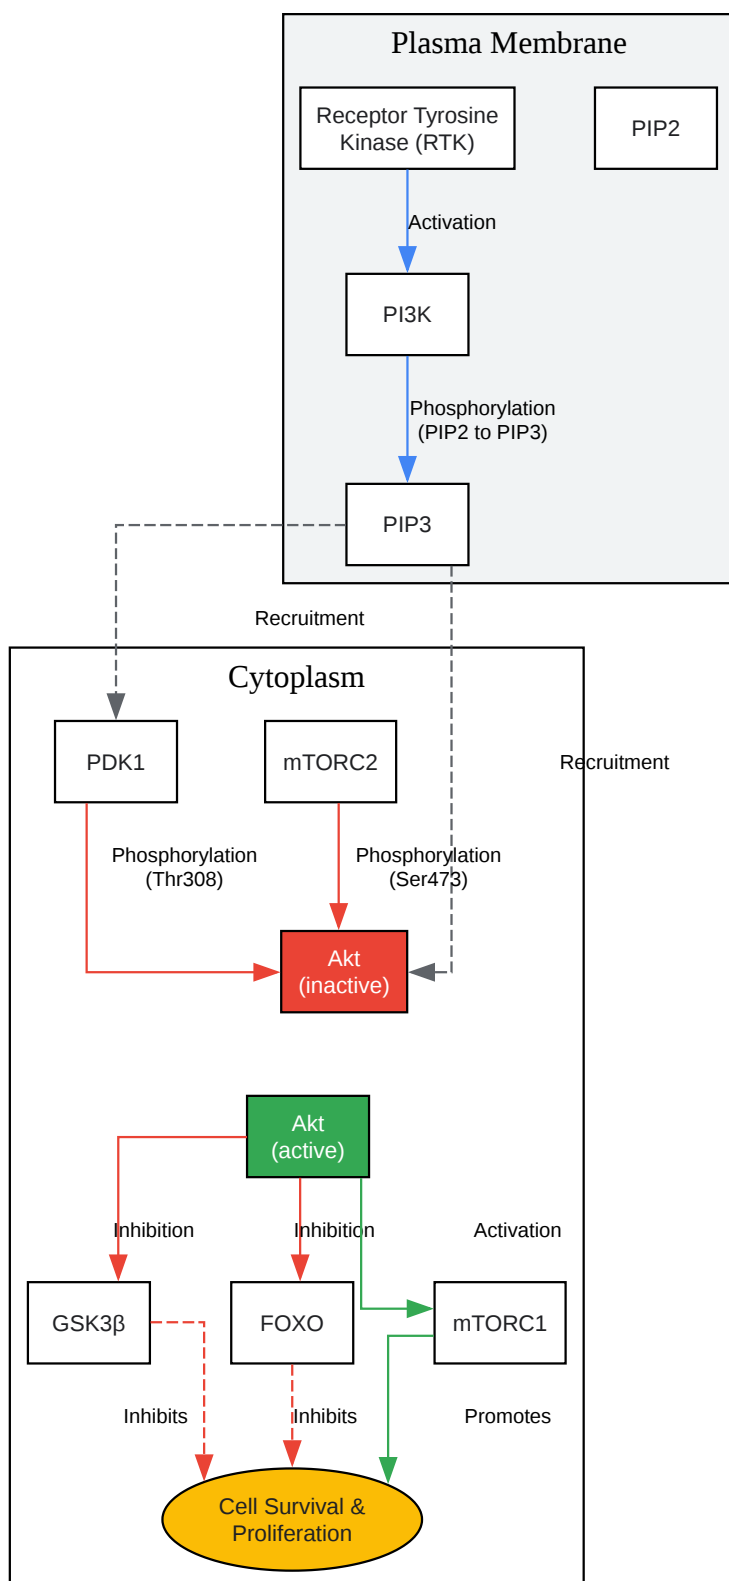 Plasma Membrane
Receptor Tyrosine
Kinase (RTK)
PIP2
Activation
PI3K
Phosphorylation
(PIP2 to PIP3)
PIP3
Recruitment
Cytoplasm
PDK1
mTORC2
Recruitment
Phosphorylation
(Thr308)
Phosphorylation
(Ser473)
Akt
(inactive)
Akt
(active)
Inhibition
Inhibition
Activation
GSK3β
FOXO
mTORC1
Inhibits
Inhibits
Promotes
Cell Survival &
Proliferation